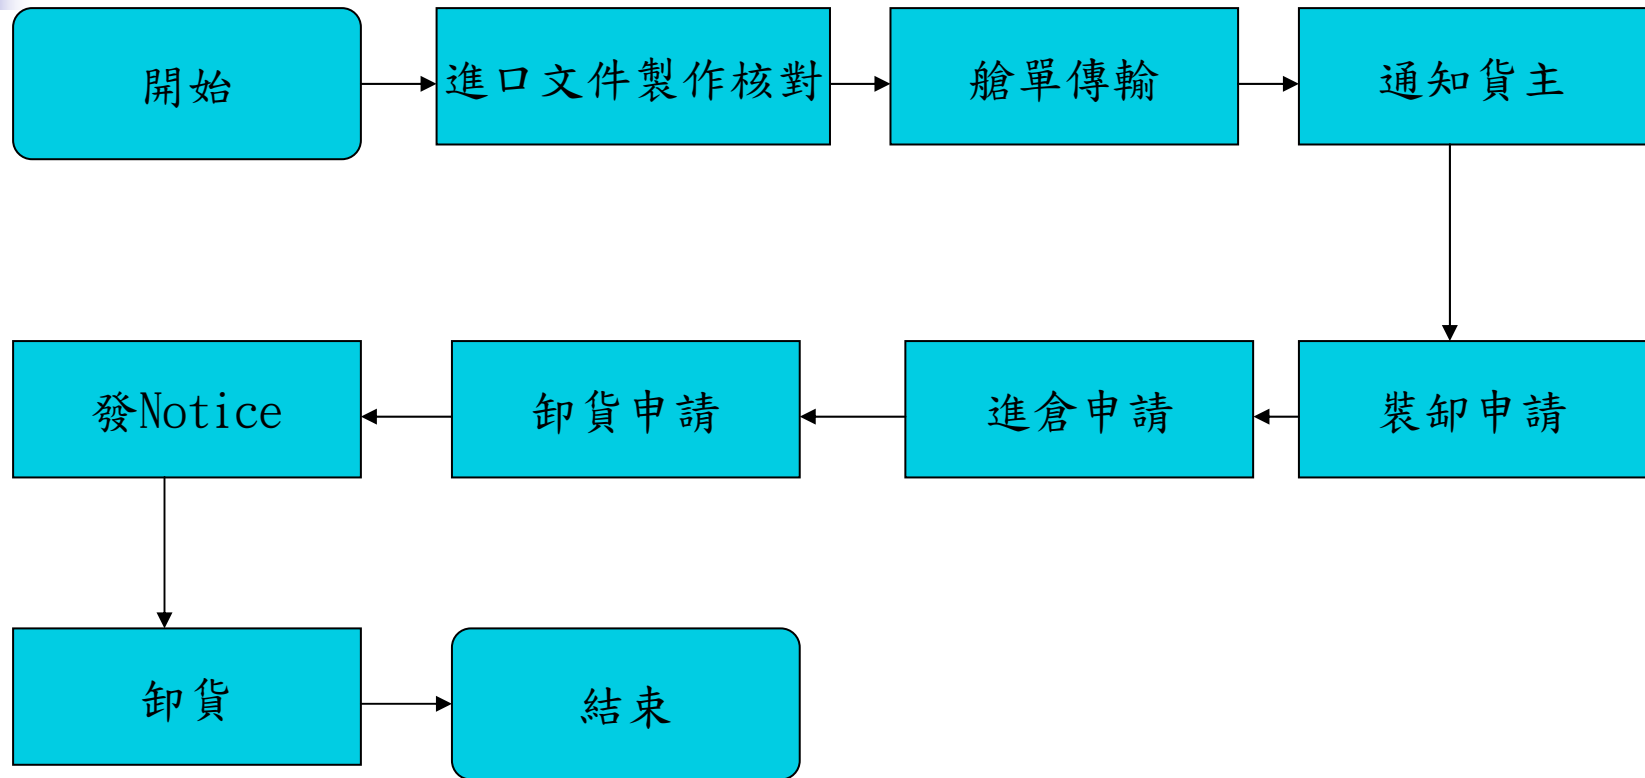 開始
進口文件製作核對
艙單傳輸
通知貨主
裝卸申請
進倉申請
卸貨申請
發Notice
卸貨
結束